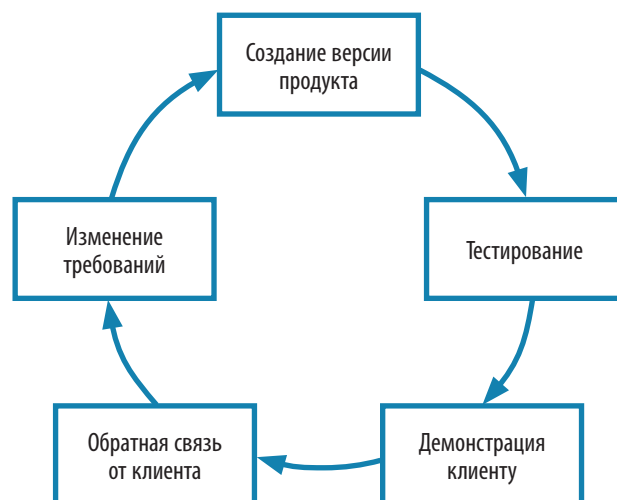 Создание версии
продукта
Тестирование
Демонстрация
клиенту
Обратная связь
от клиента
Изменение
требований